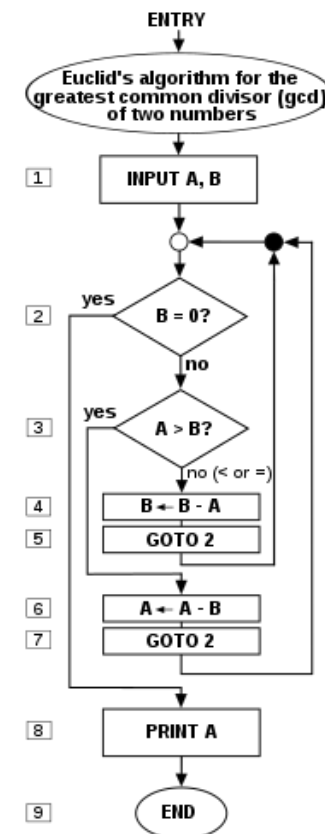 ENTRY
Euclid's algorithm for the
greatest common divisor (gcd)
of two numbers
1
INPUT A, B
yes
2
B = 0?
no
yes
3
A > B?
no (< or =)
4
B ← B - A
5
GOTO 2
6
A ← A - B
7
GOTO 2
8
PRINT A
9
END